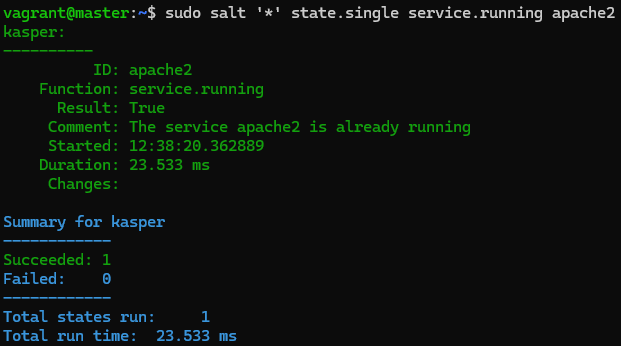 vagrant@master:~$ sudo salt '*' state.single service.running apache2
kasper:
----------
          ID: apache2
    Function: service.running
      Result: True
     Comment: The service apache2 is already running
     Started: 12:38:20.362889
    Duration: 23.533 ms
     Changes:

Summary for kasper
------------
Succeeded: 1
Failed:    0
------------
Total states run:     1
Total run time:  23.533 ms